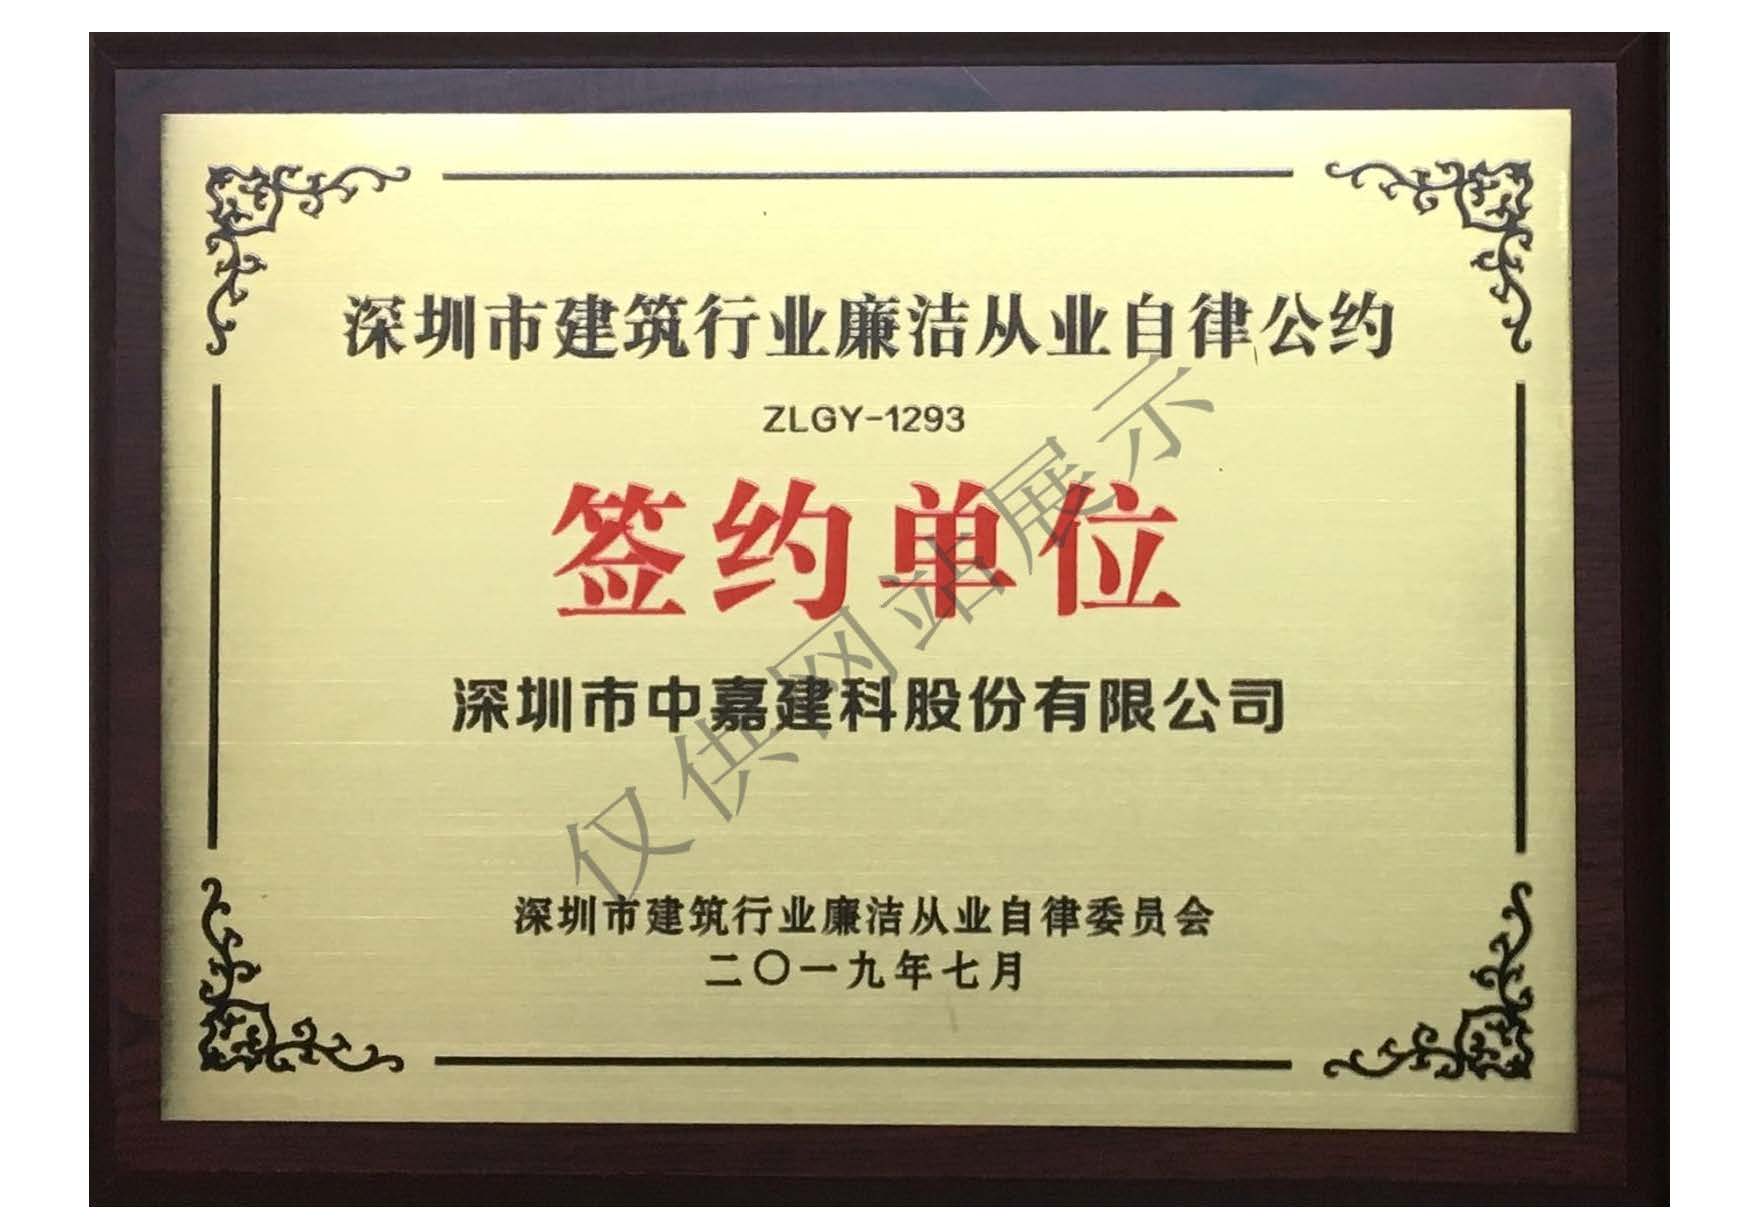 深圳市建筑行业廉洁从业自律公约
ZLGY-1293
签约单位
深圳市中嘉建科股份有限公司
深圳市建筑行业廉洁从业自律委员会
二〇一九年七月
仅供网站展示